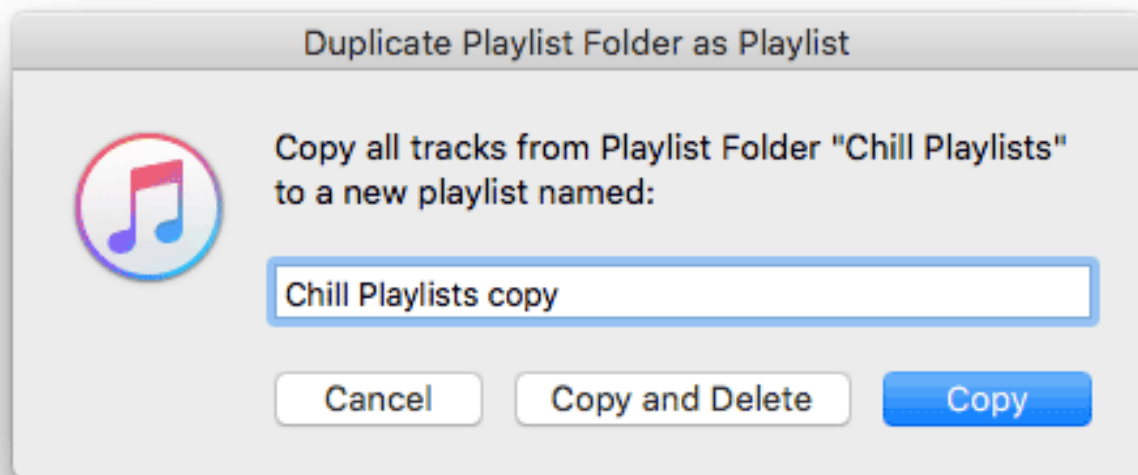 Duplicate Playlist Folder as Playlist
Copy all tracks from Playlist Folder "Chill Playlists"
to a new playlist named:
Chill Playlists copy
Cancel
Copy and Delete
Copy